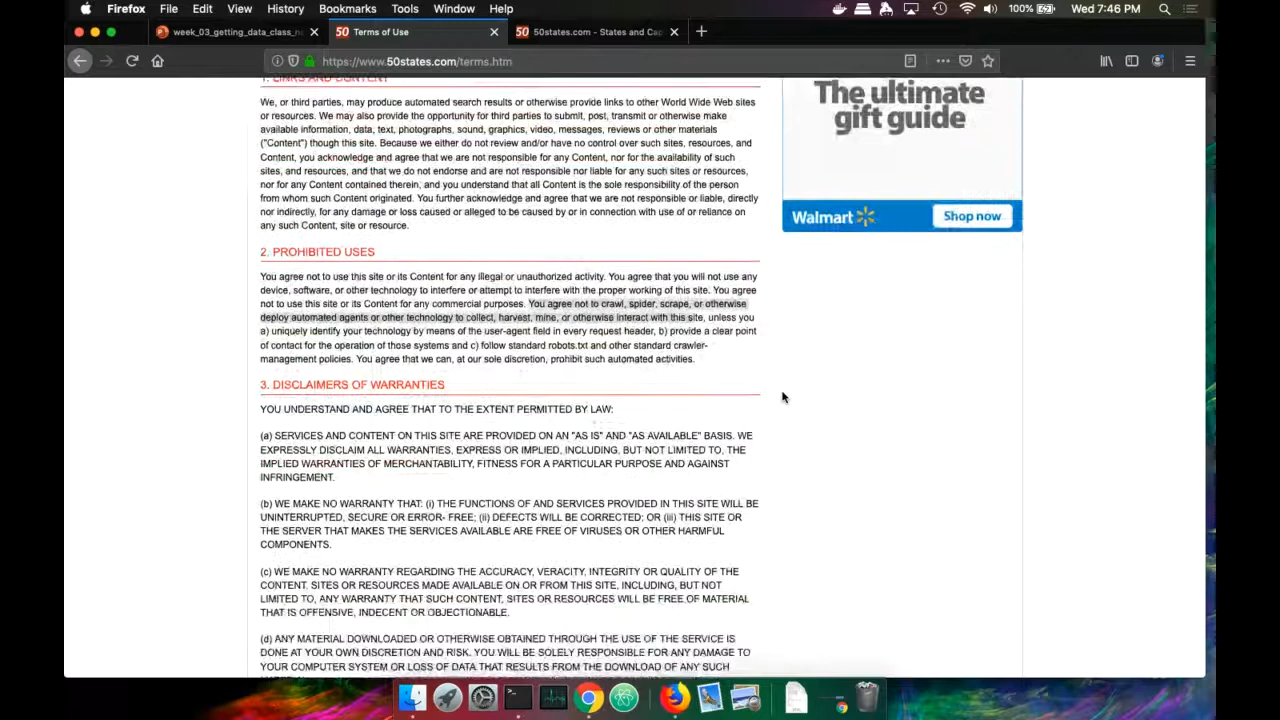 Firefox File Edit View History Bookmarks Tools Window Help 100% Wed 7:46 PM
week_03_getting_data_class_n
Terms of Use
50 50states.com - States and Cap
https://www.50states.com/terms.htm
1. LINKS AND CONTENT
We, or third parties, may produce automated search results or otherwise provide links to other World Wide Web sites
or resources. We may also provide the opportunity for third parties to submit, post, transmit or otherwise make
available information, data, text, photographs, sound, graphics, video, messages, reviews or other materials
("Content") though this site. Because we either do not review and/or have no control over such sites, resources, and
Content, you acknowledge and agree that we are not responsible for any Content, nor for the availability of such
sites, and resources, and that we do not endorse and are not responsible nor liable for any such sites or resources,
nor for any Content contained therein, and you understand that all Content is the sole responsibility of the person
from whom such Content originated. You further acknowledge and agree that we are not responsible or liable, directly
nor indirectly, for any damage or loss caused or alleged to be caused by or in connection with use of or reliance on
any such Content, site or resource.
2. PROHIBITED USES
You agree not to use this site or its Content for any illegal or unauthorized activity. You agree that you will not use any
device, software, or other technology to interfere or attempt to interfere with the proper working of this site. You agree
not to use this site or its Content for any commercial purposes. You agree not to crawl, spider, scrape, or otherwise
deploy automated agents or other technology to collect, harvest, mine, or otherwise interact with this site, unless you
a) uniquely identify your technology by means of the user-agent field in every request header, b) provide a clear point
of contact for the operation of those systems and c) follow standard robots.txt and other standard crawler-
management policies. You agree that we can, at our sole discretion, prohibit such automated activities.
3. DISCLAIMERS OF WARRANTIES
YOU UNDERSTAND AND AGREE THAT TO THE EXTENT PERMITTED BY LAW:
(a) SERVICES AND CONTENT ON THIS SITE ARE PROVIDED ON AN "AS IS" AND "AS AVAILABLE" BASIS. WE
EXPRESSLY DISCLAIM ALL WARRANTIES, EXPRESS OR IMPLIED, INCLUDING, BUT NOT LIMITED TO, THE
IMPLIED WARRANTIES OF MERCHANTABILITY, FITNESS FOR A PARTICULAR PURPOSE AND AGAINST
INFRINGEMENT.
(b) WE MAKE NO WARRANTY THAT: (i) THE FUNCTIONS OF AND SERVICES PROVIDED IN THIS SITE WILL BE
UNINTERRUPTED, SECURE OR ERROR- FREE; (ii) DEFECTS WILL BE CORRECTED; OR (iii) THIS SITE OR
THE SERVER THAT MAKES THE SERVICES AVAILABLE ARE FREE OF VIRUSES OR OTHER HARMFUL
COMPONENTS.
(c) WE MAKE NO WARRANTY REGARDING THE ACCURACY, VERACITY, INTEGRITY OR QUALITY OF THE
CONTENT, SITES OR RESOURCES MADE AVAILABLE ON OR FROM THIS SITE, INCLUDING, BUT NOT
LIMITED TO, ANY WARRANTY THAT SUCH CONTENT, SITES OR RESOURCES WILL BE FREE OF MATERIAL
THAT IS OFFENSIVE, INDECENT OR OBJECTIONABLE.
(d) ANY MATERIAL DOWNLOADED OR OTHERWISE OBTAINED THROUGH THE USE OF THE SERVICE IS
DONE AT YOUR OWN DISCRETION AND RISK. YOU WILL BE SOLELY RESPONSIBLE FOR ANY DAMAGE TO
YOUR COMPUTER SYSTEM OR LOSS OF DATA THAT RESULTS FROM THE DOWNLOAD OF ANY SUCH
The ultimate
gift guide
Walmart Shop now